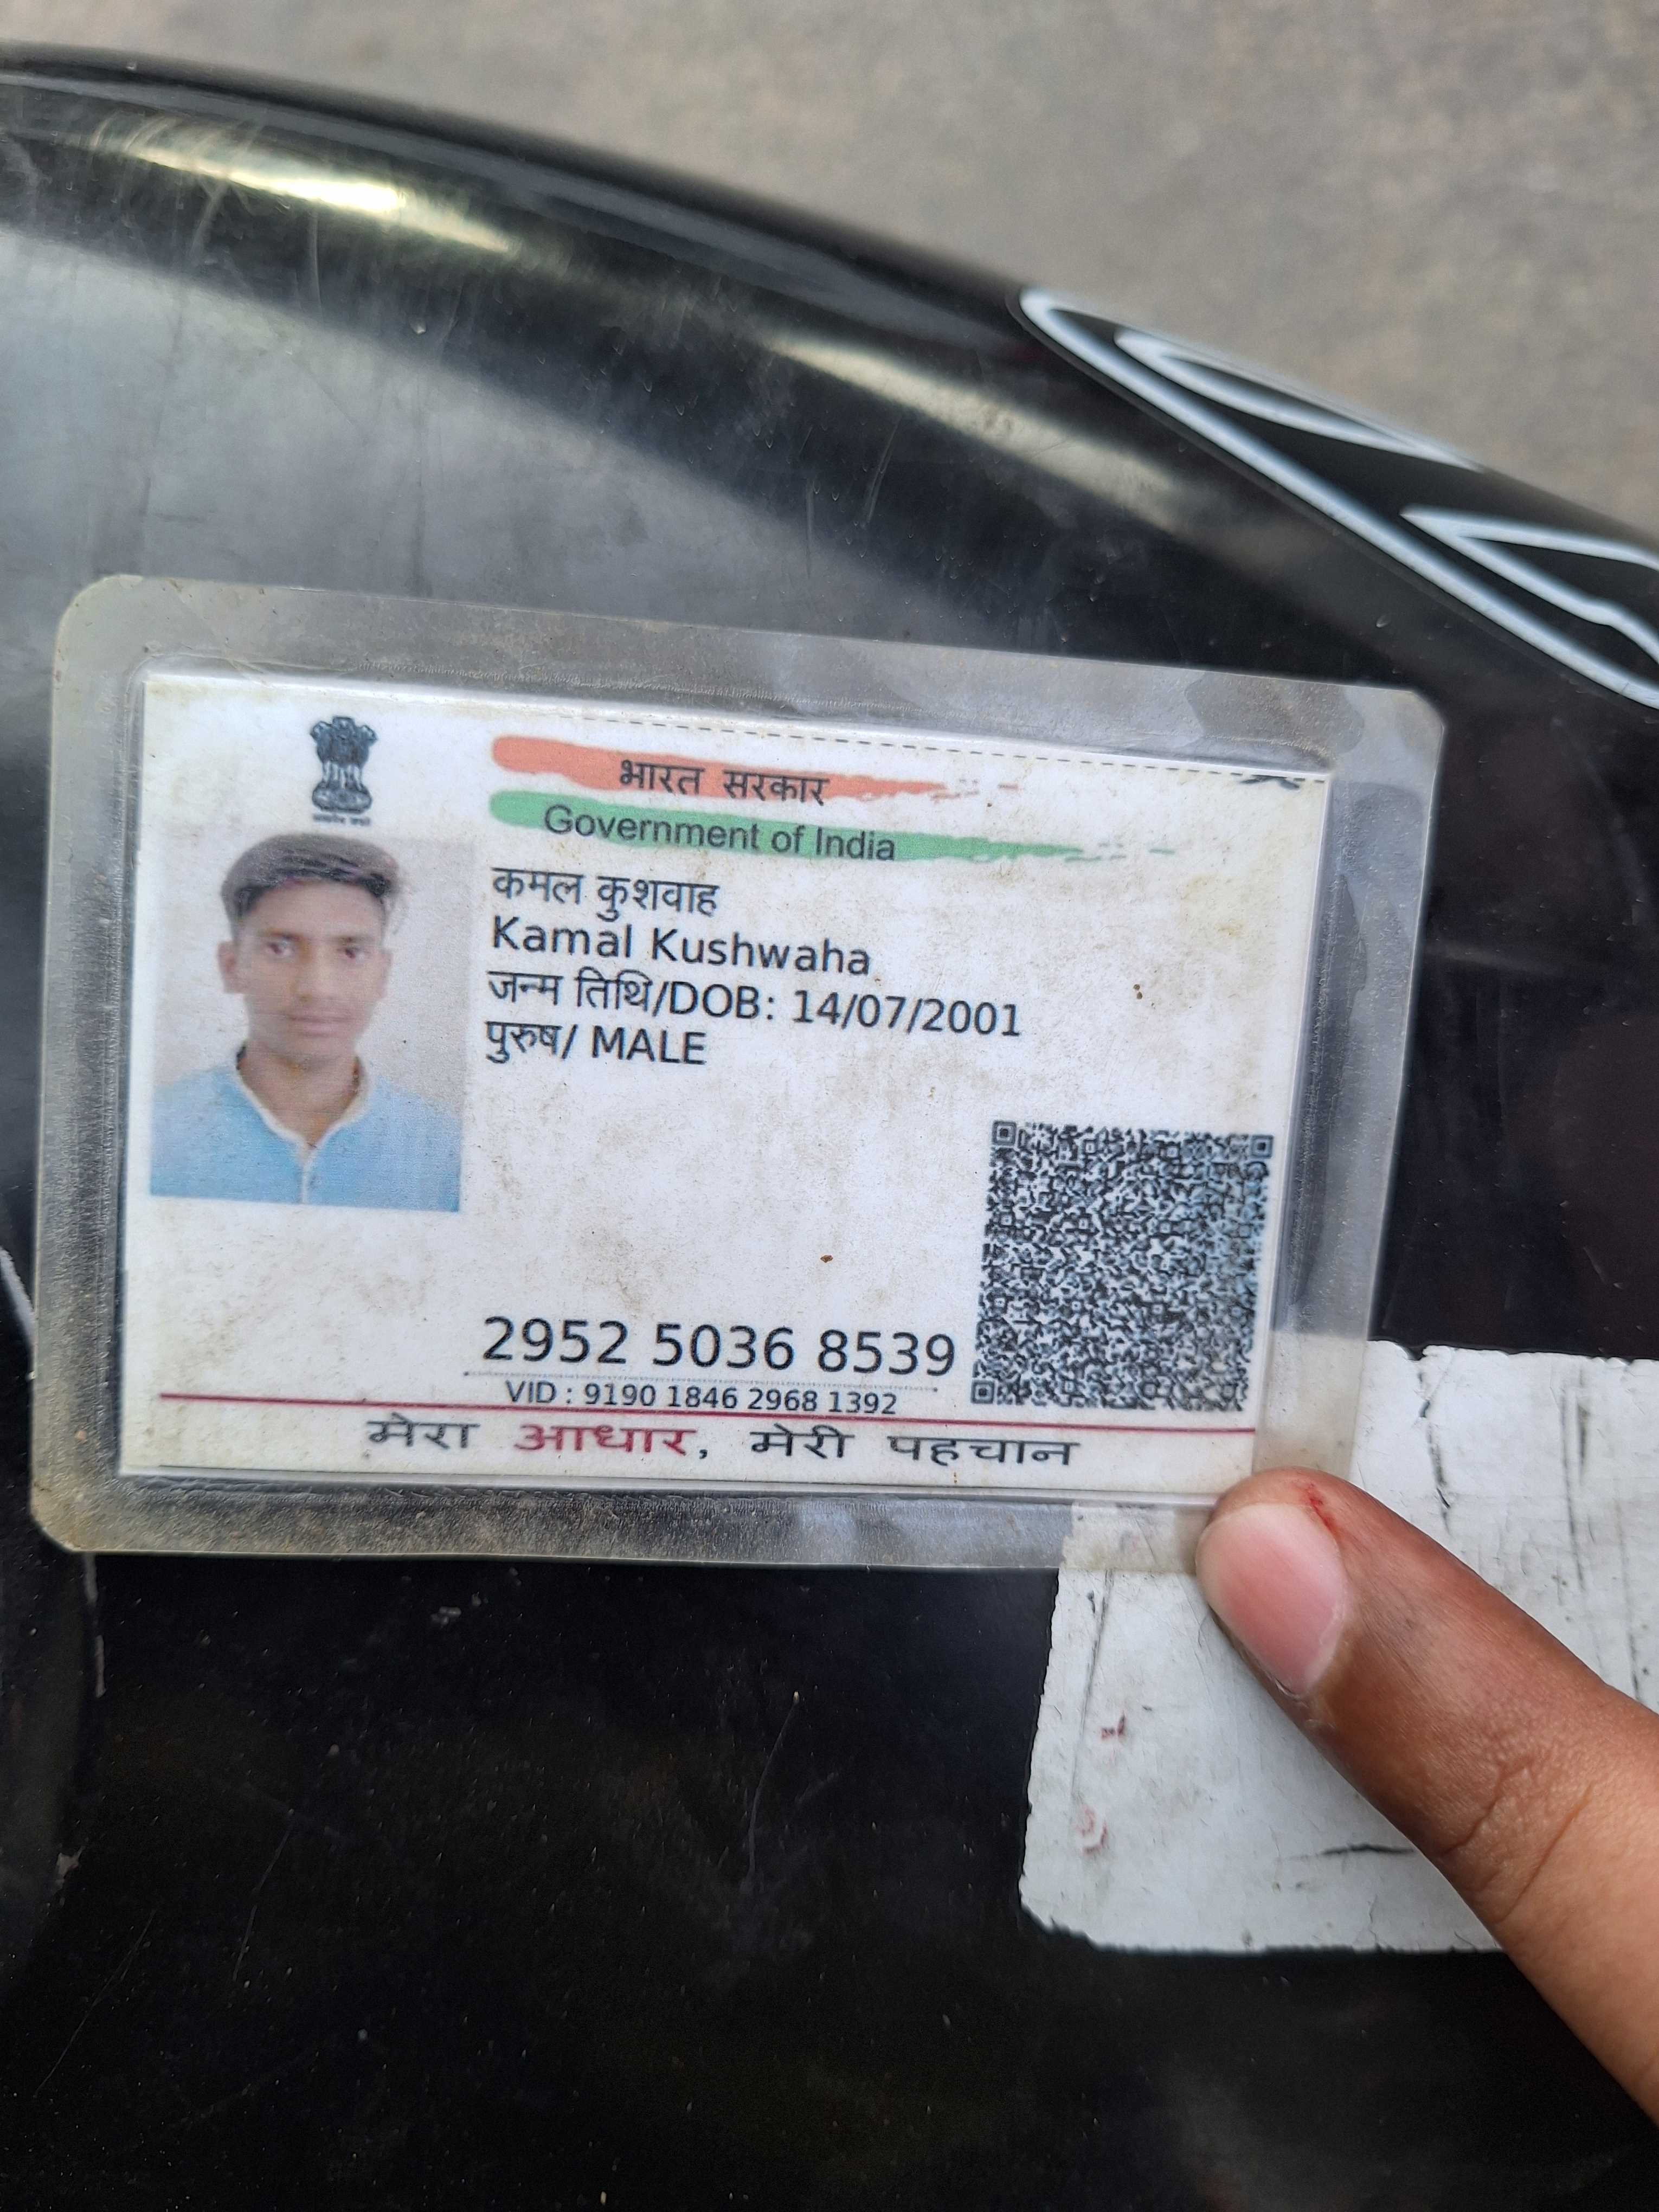 भारत सरकार
Government of India
कमल कुशवाह
Kamal Kushwaha
जन्म तिथि/DOB: 14/07/2001
पुरुष/ MALE
2952 5036 8539
VID : 9190 1846 2968 1392
मेरा आधार, मेरी पहचान